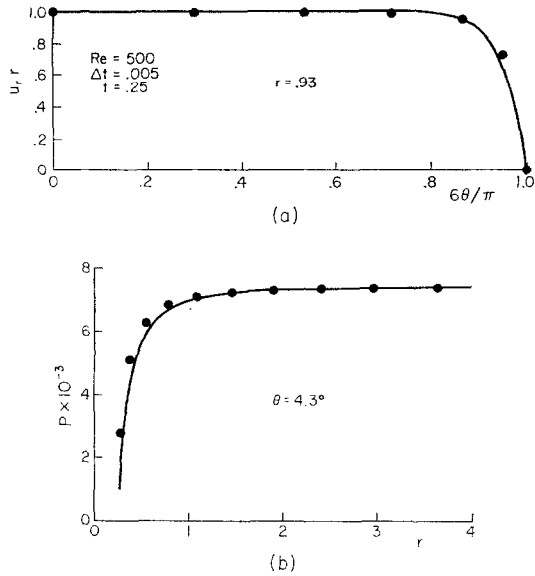 1.0
.8
.6
.4
.2
0
u, r
Re = 500
Δt = .005
t = .25
r = .93
0 .2 .4 .6 .8 1.0
6θ/π
(a)
8
6
4
2
0
P × 10⁻³
θ = 4.3°
0 1 2 3 4
r
(b)